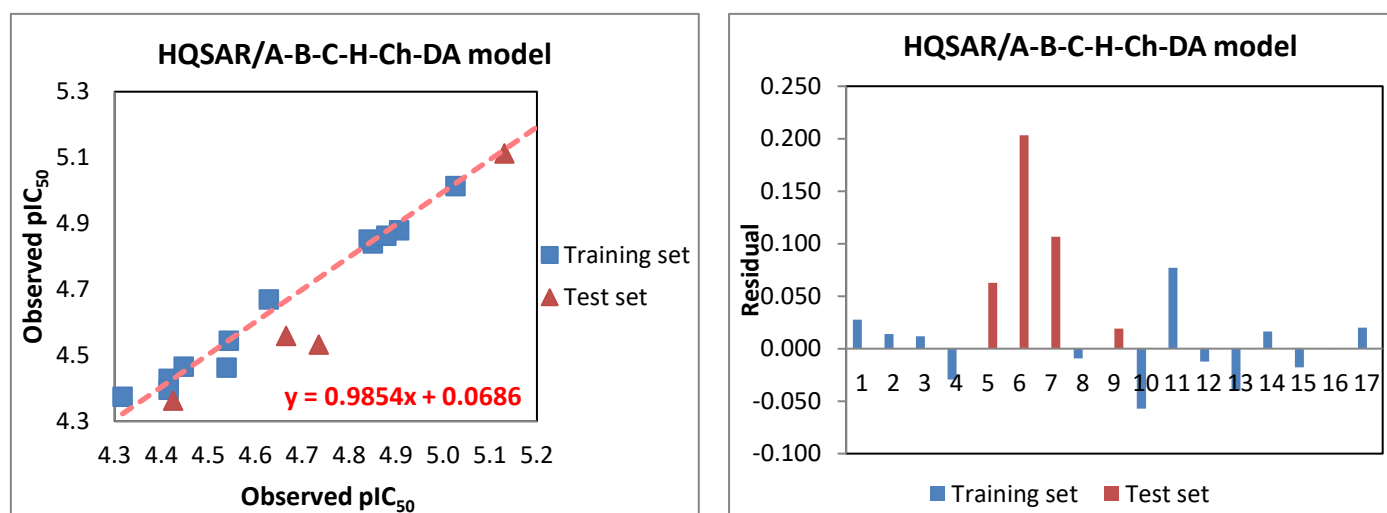 HQSAR/A-B-C-H-Ch-DA model
5.3
5.1
4.9
4.7
4.5
4.3
Observed pIC50
Training set
Test set
y = 0.9854x + 0.0686
4.3 4.4 4.5 4.6 4.7 4.8 4.9 5.0 5.1 5.2
Observed pIC50
HQSAR/A-B-C-H-Ch-DA model
0.250
0.200
0.150
0.100
0.050
0.000
-0.050
-0.100
Residual
1 2 3 4 5 6 7 8 9 10 11 12 13 14 15 16 17
Training set Test set